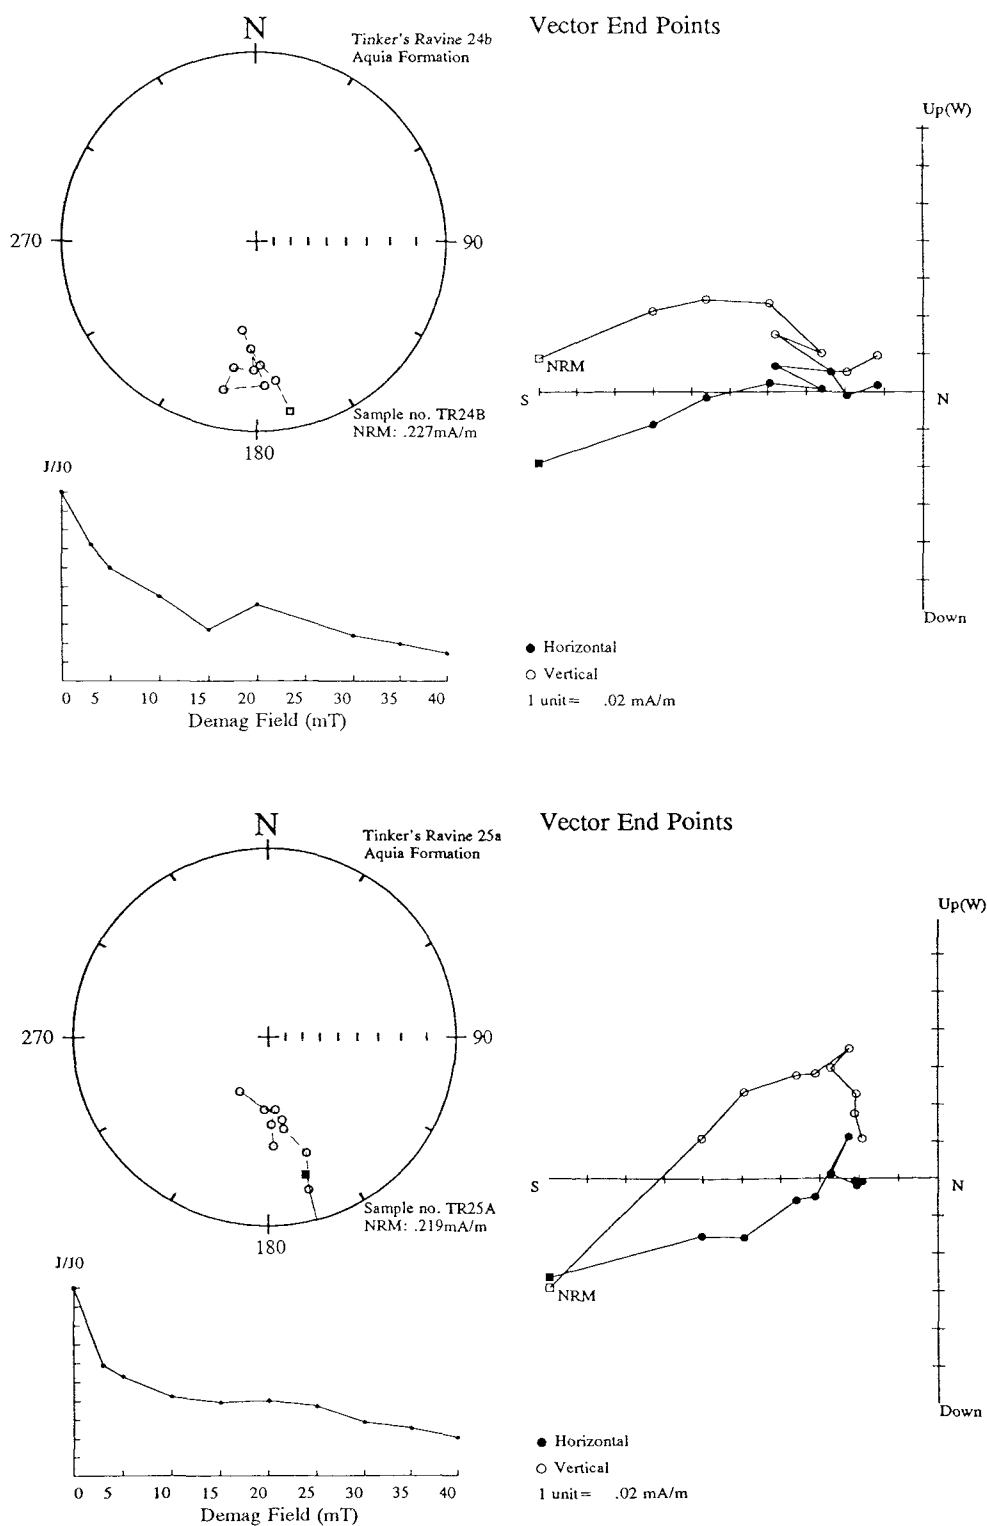 N
Tinker's Ravine 24b
Aquia Formation
Vector End Points
Up(W)
270
90
NRM
S
N
Sample no. TR24B
NRM: .227mA/m
180
J/J0
Down
● Horizontal
○ Vertical
1 unit= .02 mA/m
0 5 10 15 20 25 30 35 40
Demag Field (mT)
N
Tinker's Ravine 25a
Aquia Formation
Vector End Points
Up(W)
270
90
S
N
Sample no. TR25A
NRM: .219mA/m
180
J/J0
NRM
Down
● Horizontal
○ Vertical
1 unit= .02 mA/m
0 5 10 15 20 25 30 35 40
Demag Field (mT)